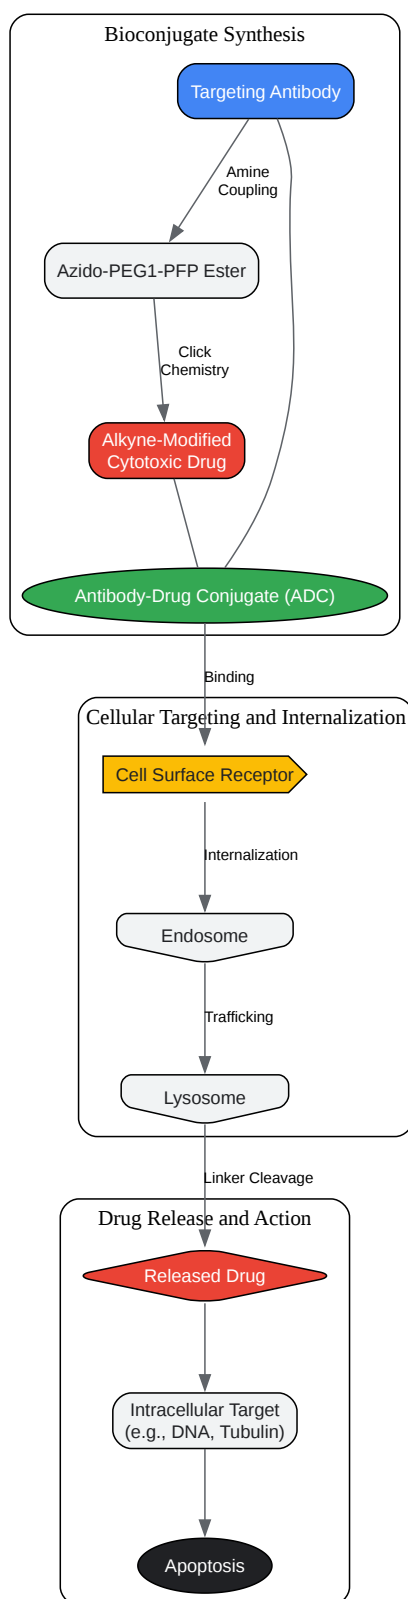 Bioconjugate Synthesis
Targeting Antibody
Amine
Coupling
Azido-PEG1-PFP Ester
Click
Chemistry
Alkyne-Modified
Cytotoxic Drug
Antibody-Drug Conjugate (ADC)
Binding
Cellular Targeting and Internalization
Cell Surface Receptor
Internalization
Endosome
Trafficking
Lysosome
Linker Cleavage
Drug Release and Action
Released Drug
Intracellular Target
(e.g., DNA, Tubulin)
Apoptosis